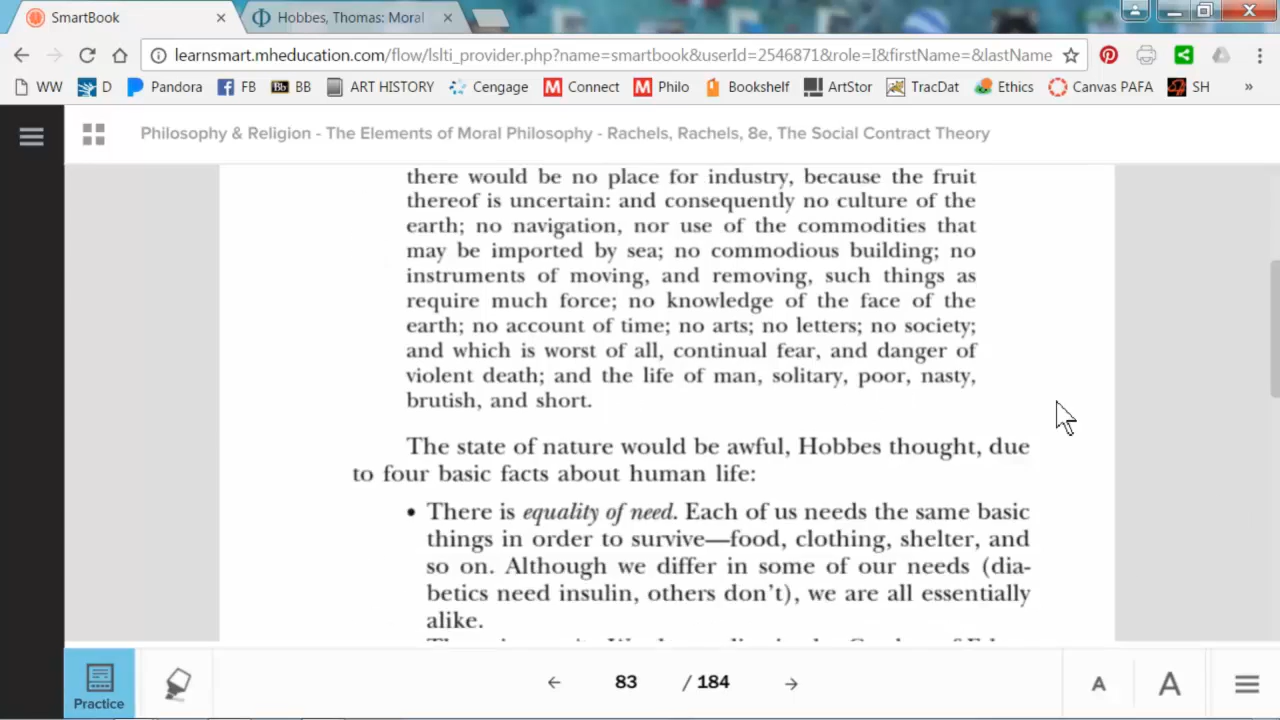 SmartBook
Hobbes, Thomas: Moral
learnsmart.mheducation.com/flow/lslti_provider.php?name=smartbook&userId=2546871&role=I&firstName=&lastName
WW D Pandora FB BB ART HISTORY Cengage Connect Philo Bookshelf ArtStor TracDat Ethics Canvas PAFA SH »
Philosophy & Religion - The Elements of Moral Philosophy - Rachels, Rachels, 8e, The Social Contract Theory
there would be no place for industry, because the fruit
thereof is uncertain: and consequently no culture of the
earth; no navigation, nor use of the commodities that
may be imported by sea; no commodious building; no
instruments of moving, and removing, such things as
require much force; no knowledge of the face of the
earth; no account of time; no arts; no letters; no society;
and which is worst of all, continual fear, and danger of
violent death; and the life of man, solitary, poor, nasty,
brutish, and short.
The state of nature would be awful, Hobbes thought, due
to four basic facts about human life:
• There is equality of need. Each of us needs the same basic
things in order to survive—food, clothing, shelter, and
so on. Although we differ in some of our needs (dia-
betics need insulin, others don't), we are all essentially
alike.
Practice
83 / 184
A A